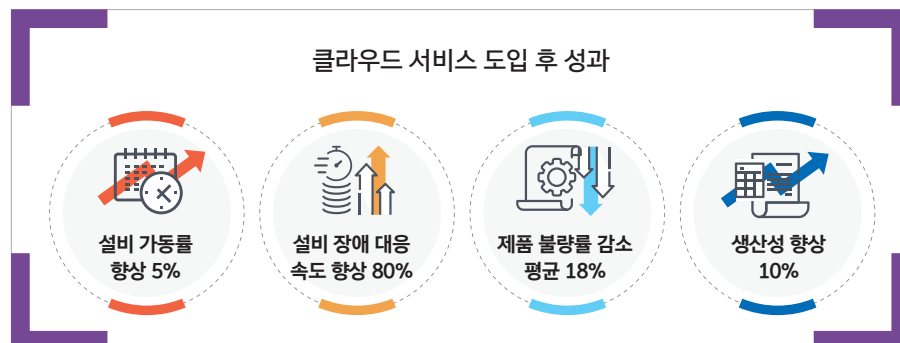 클라우드 서비스 도입 후 성과
설비 가동률
향상 5%
설비 장애 대응
속도 향상 80%
제품 불량률 감소
평균 18%
생산성 향상
10%